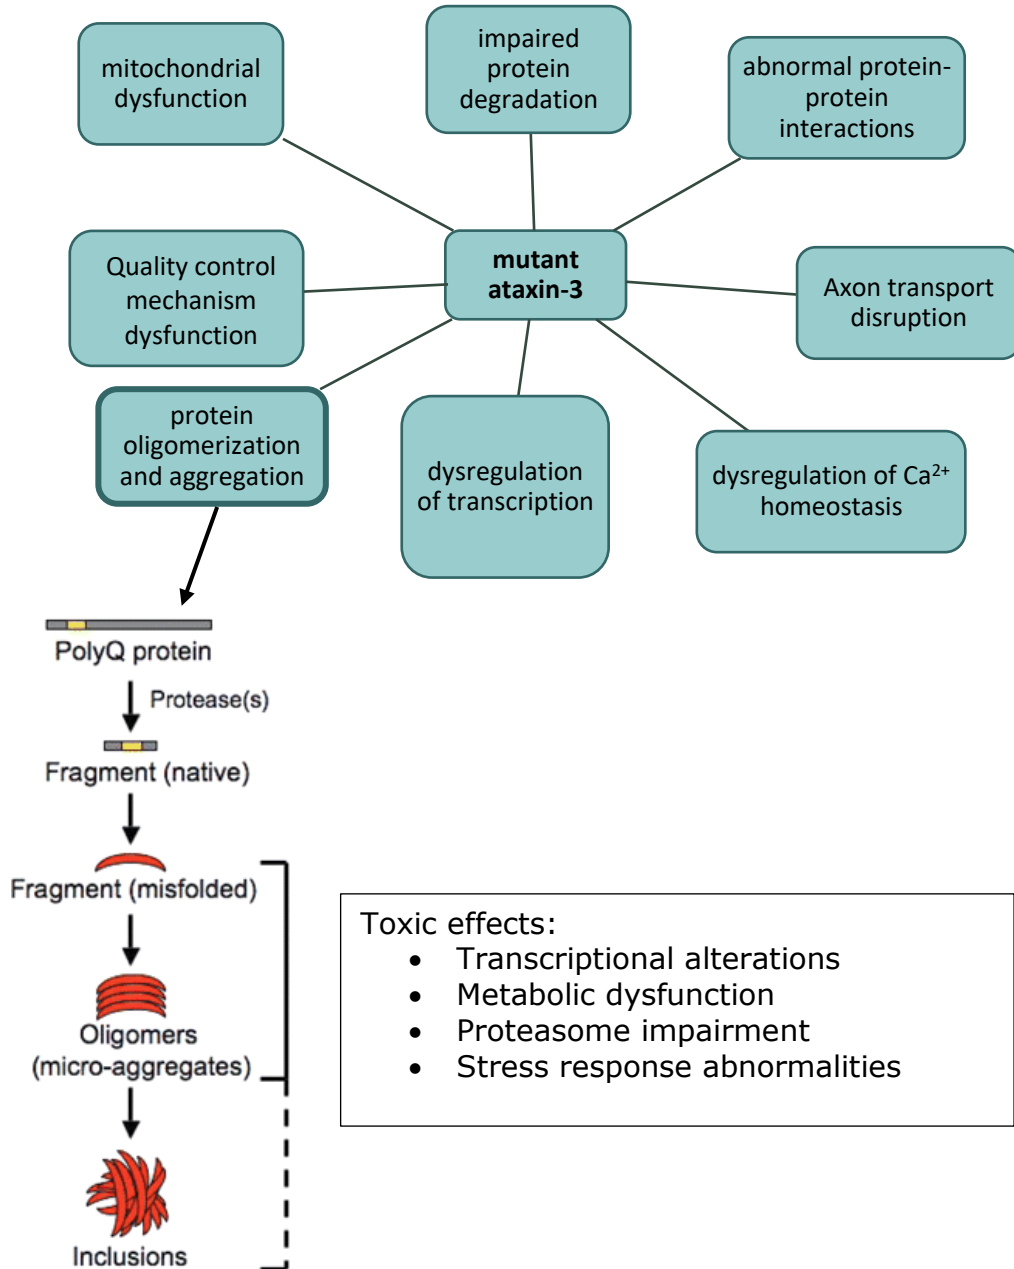 mitochondrial
dysfunction
impaired
protein
degradation
abnormal protein-
protein
interactions
Quality control
mechanism
dysfunction
mutant
ataxin-3
Axon transport
disruption
protein
oligomerization
and aggregation
dysregulation
of transcription
dysregulation of Ca²⁺
homeostasis
PolyQ protein
Protease(s)
Fragment (native)
Fragment (misfolded)
Oligomers
(micro-aggregates)
Inclusions
Toxic effects:
• Transcriptional alterations
• Metabolic dysfunction
• Proteasome impairment
• Stress response abnormalities